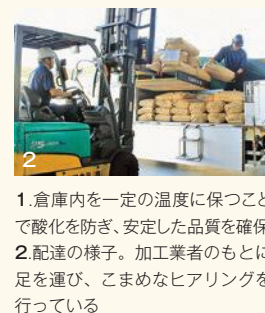 2
1.倉庫内を一定の温度に保つこと
で酸化を防ぎ、安定した品質を確保
2.配達の様子。加工業者のもとに
足を運び、こまめなヒアリングを
行っている